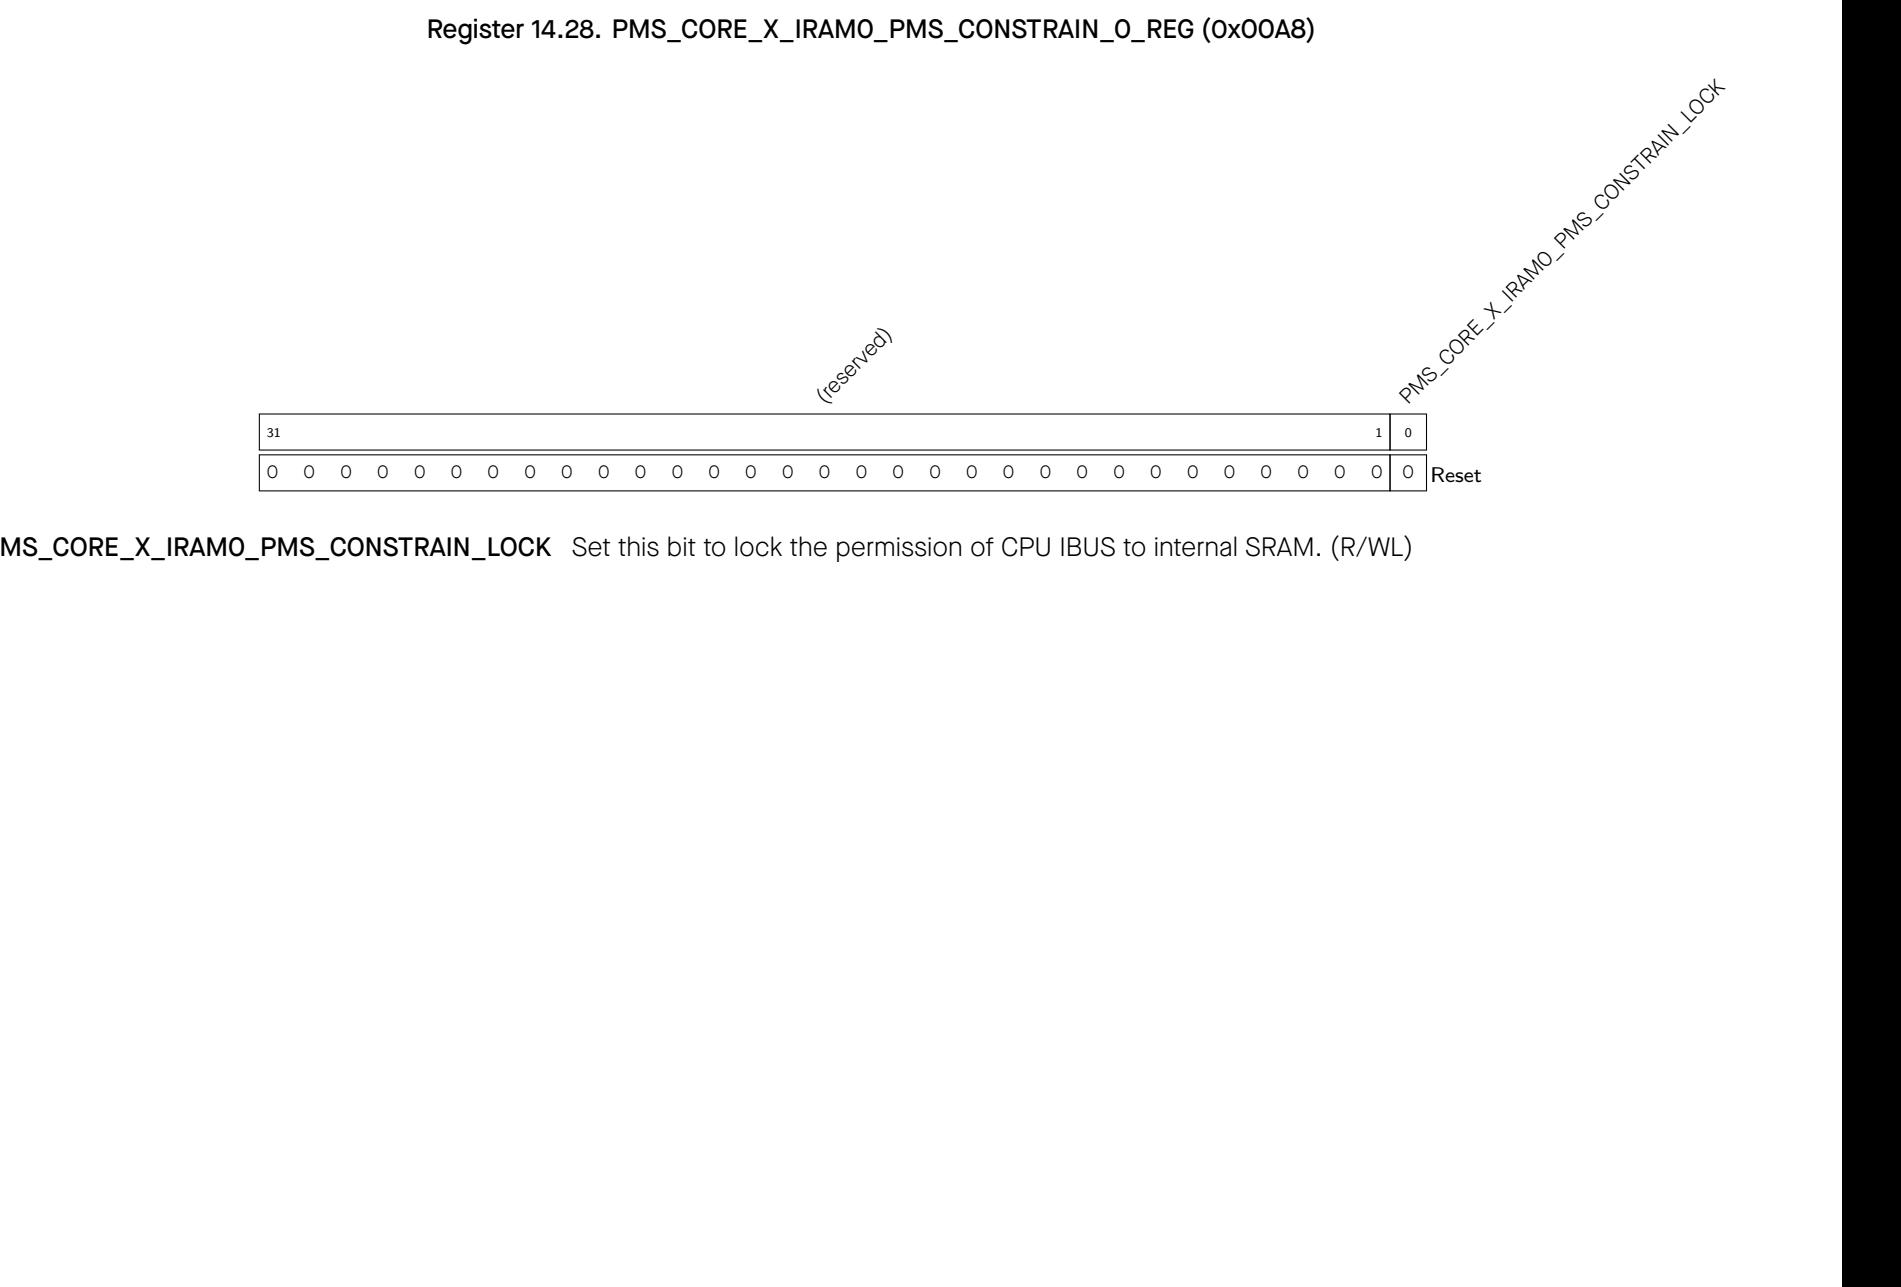 Register 14.28. PMS_CORE_X_IRAM0_PMS_CONSTRAIN_0_REG (0x00A8)
PMS_CORE_X_IRAM0_PMS_CONSTRAIN_LOCK
(reserved)
31 1 0
0 0 0 0 0 0 0 0 0 0 0 0 0 0 0 0 0 0 0 0 0 0 0 0 0 0 0 0 0 0 0 0 Reset
MS_CORE_X_IRAM0_PMS_CONSTRAIN_LOCK Set this bit to lock the permission of CPU IBUS to internal SRAM. (R/WL)